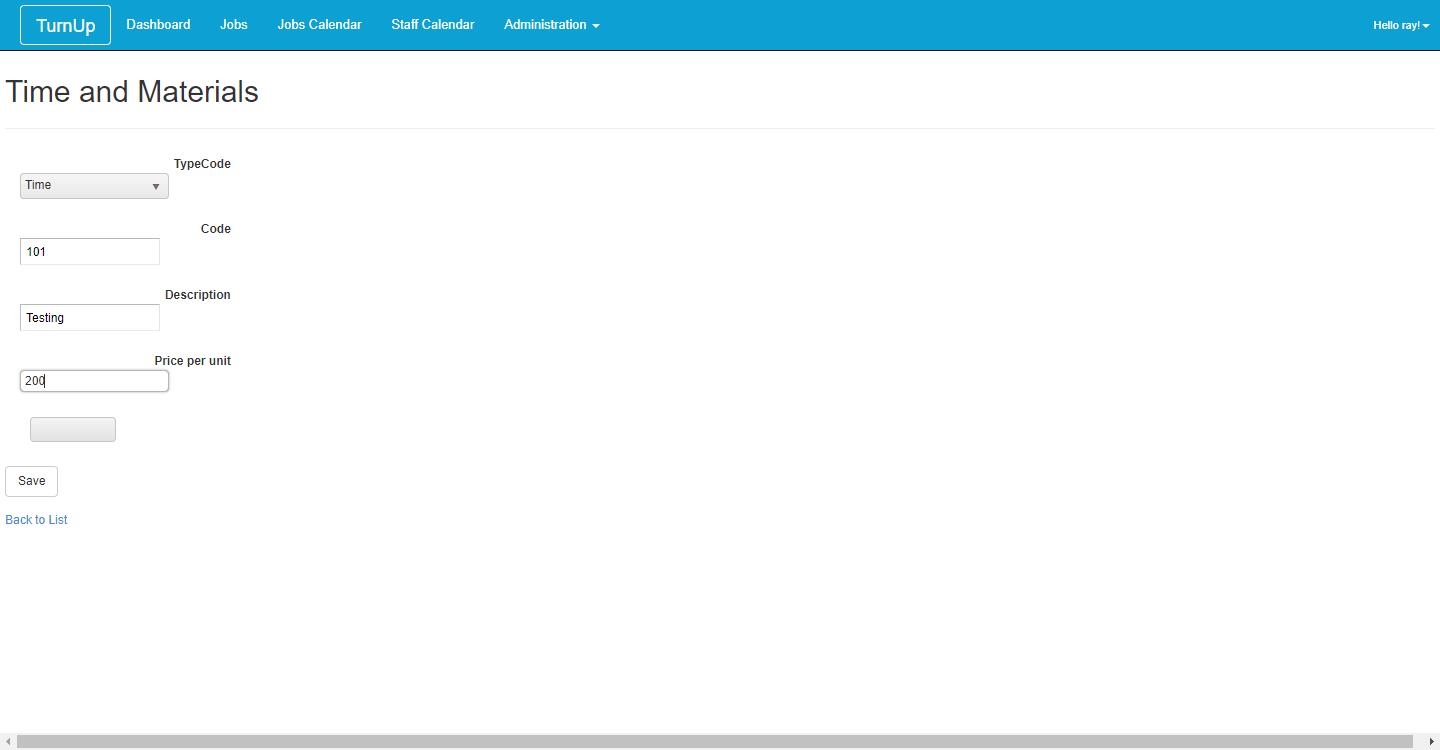 TurnUp Dashboard Jobs Jobs Calendar Staff Calendar Administration Hello ray!
Time and Materials
TypeCode
Time
Code
101
Description
Testing
Price per unit
200
Save
Back to List